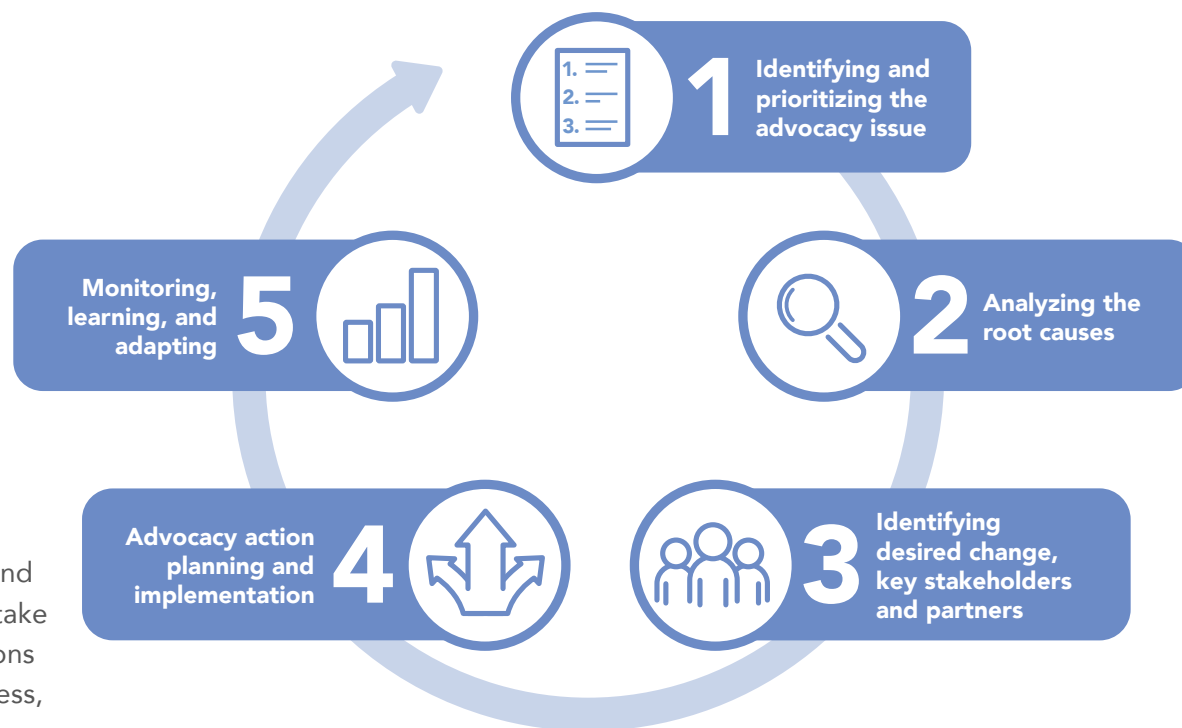 1.
2.
3.
1
Identifying and
prioritizing the
advocacy issue
2
Analyzing the
root causes
3
Identifying
desired change,
key stakeholders
and partners
4
Advocacy action
planning and
implementation
5
Monitoring,
learning, and
adapting
nd
take
ons
ess,